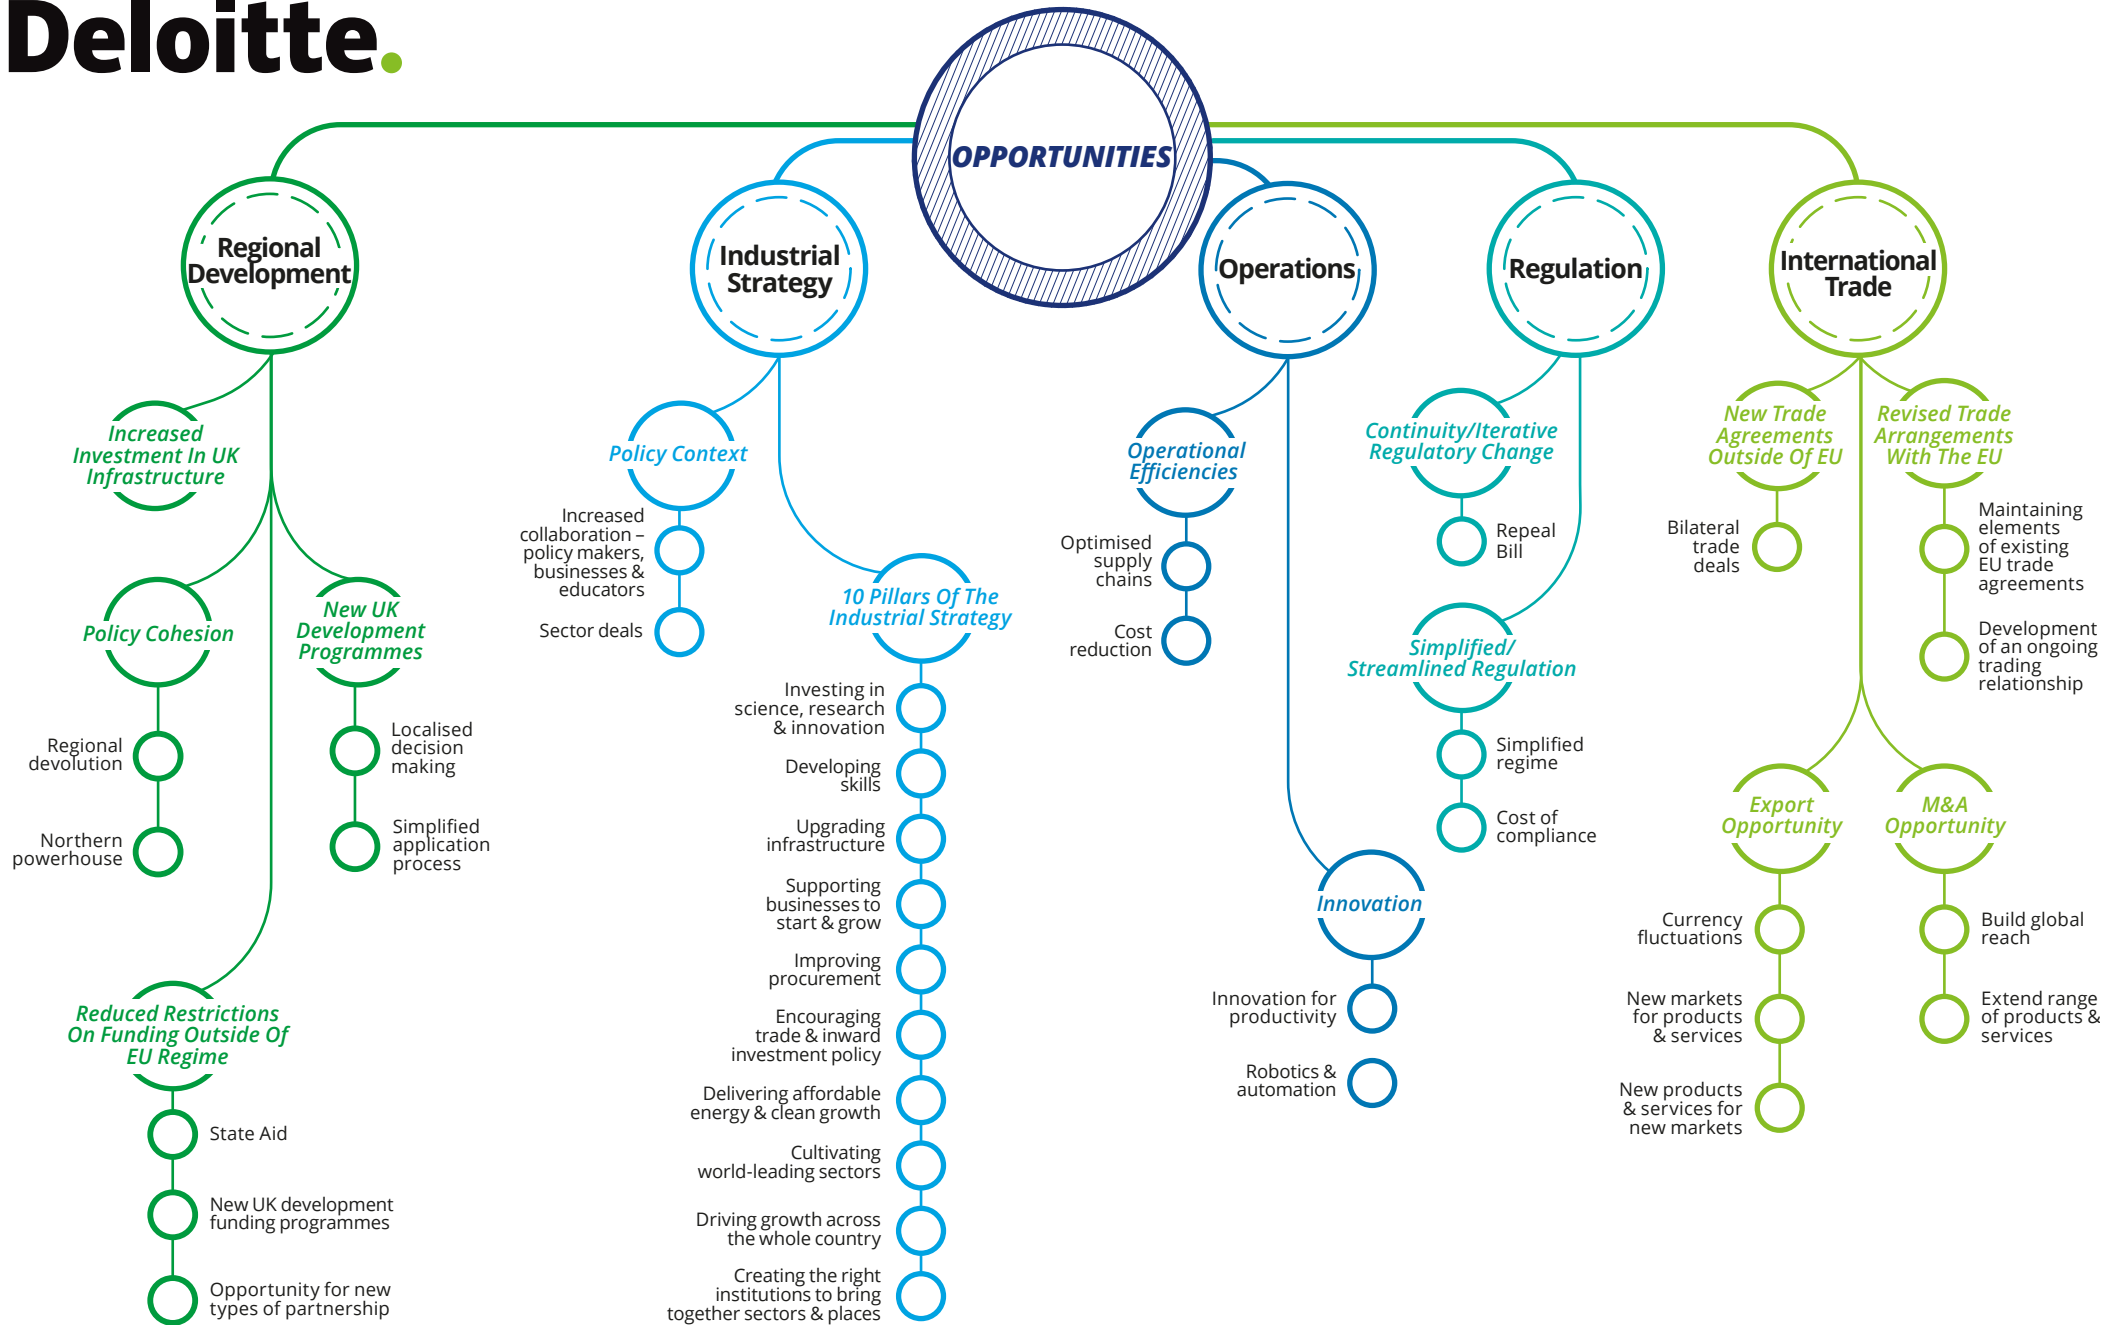 Deloitte.
OPPORTUNITIES
Regional
Development
Increased
Investment In UK
Infrastructure
Policy Cohesion
Regional
devolution
Northern
powerhouse
New UK
Development
Programmes
Localised
decision
making
Simplified
application
process
Reduced Restrictions
On Funding Outside Of
EU Regime
State Aid
New UK development
funding programmes
Opportunity for new
types of partnership
Industrial
Strategy
Policy Context
Increased
collaboration –
policy makers,
businesses &
educators
Sector deals
10 Pillars Of The
Industrial Strategy
Investing in
science, research
& innovation
Developing
skills
Upgrading
infrastructure
Supporting
businesses to
start & grow
Improving
procurement
Encouraging
trade & inward
investment policy
Delivering affordable
energy & clean growth
Cultivating
world-leading sectors
Driving growth across
the whole country
Creating the right
institutions to bring
together sectors & places
Operations
Operational
Efficiencies
Optimised
supply
chains
Cost
reduction
Innovation
Innovation for
productivity
Robotics &
automation
Regulation
Continuity/Iterative
Regulatory Change
Repeal
Bill
Simplified/
Streamlined Regulation
Simplified
regime
Cost of
compliance
International
Trade
New Trade
Agreements
Outside Of EU
Bilateral
trade
deals
Revised Trade
Arrangements
With The EU
Maintaining
elements
of existing
EU trade
agreements
Development
of an ongoing
trading
relationship
Export
Opportunity
Currency
fluctuations
New markets
for products
& services
New products
& services for
new markets
M&A
Opportunity
Build global
reach
Extend range
of products &
services